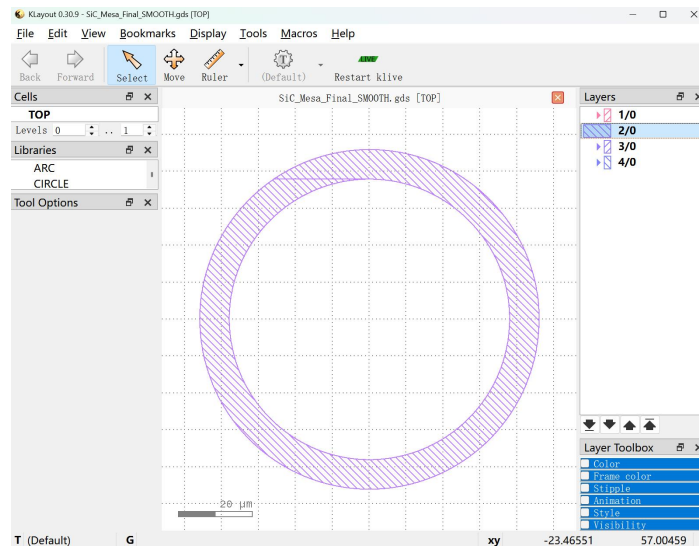 KLayout 0.30.9 - SiC_Mesa_Final_SMOOTH.gds [TOP]
File Edit View Bookmarks Display Tools Macros Help
Back Forward Select Move Ruler (Default) LIVE Restart klive
Cells
TOP
Levels 0 .. 1
Libraries
ARC
CIRCLE
Tool Options
SiC_Mesa_Final_SMOOTH.gds [TOP]
20 μm
Layers
1/0
2/0
3/0
4/0
Layer Toolbox
Color
Frame color
Stipple
Animation
Style
Visibility
T (Default) G xy -23.46551 57.00459